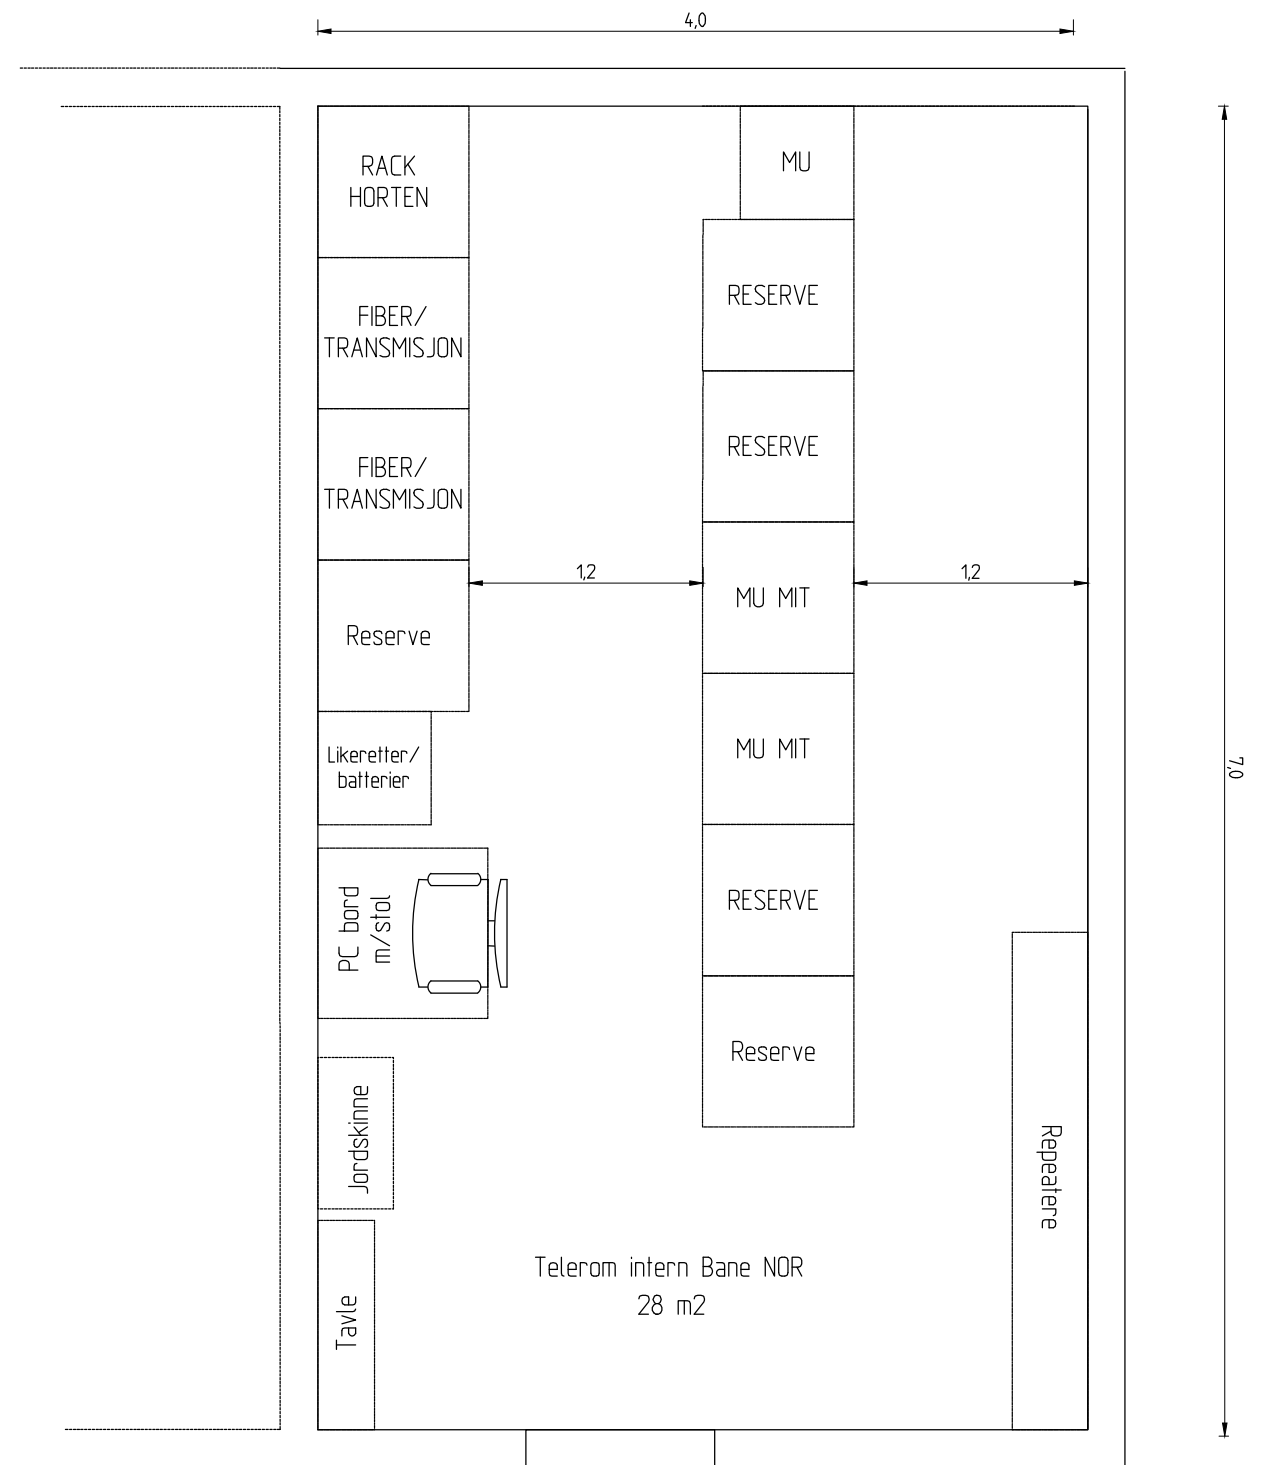 4,0
RACK
HORTEN
MU
FIBER/
TRANSMISJON
RESERVE
FIBER/
TRANSMISJON
RESERVE
1,2
1,2
Reserve
MU MIT
Likeretter/
batterier
MU MIT
7,0
PC bord
m/stol
RESERVE
Reserve
Jordskinne
Repeatere
Tavle
Telerom intern Bane NOR
28 m2